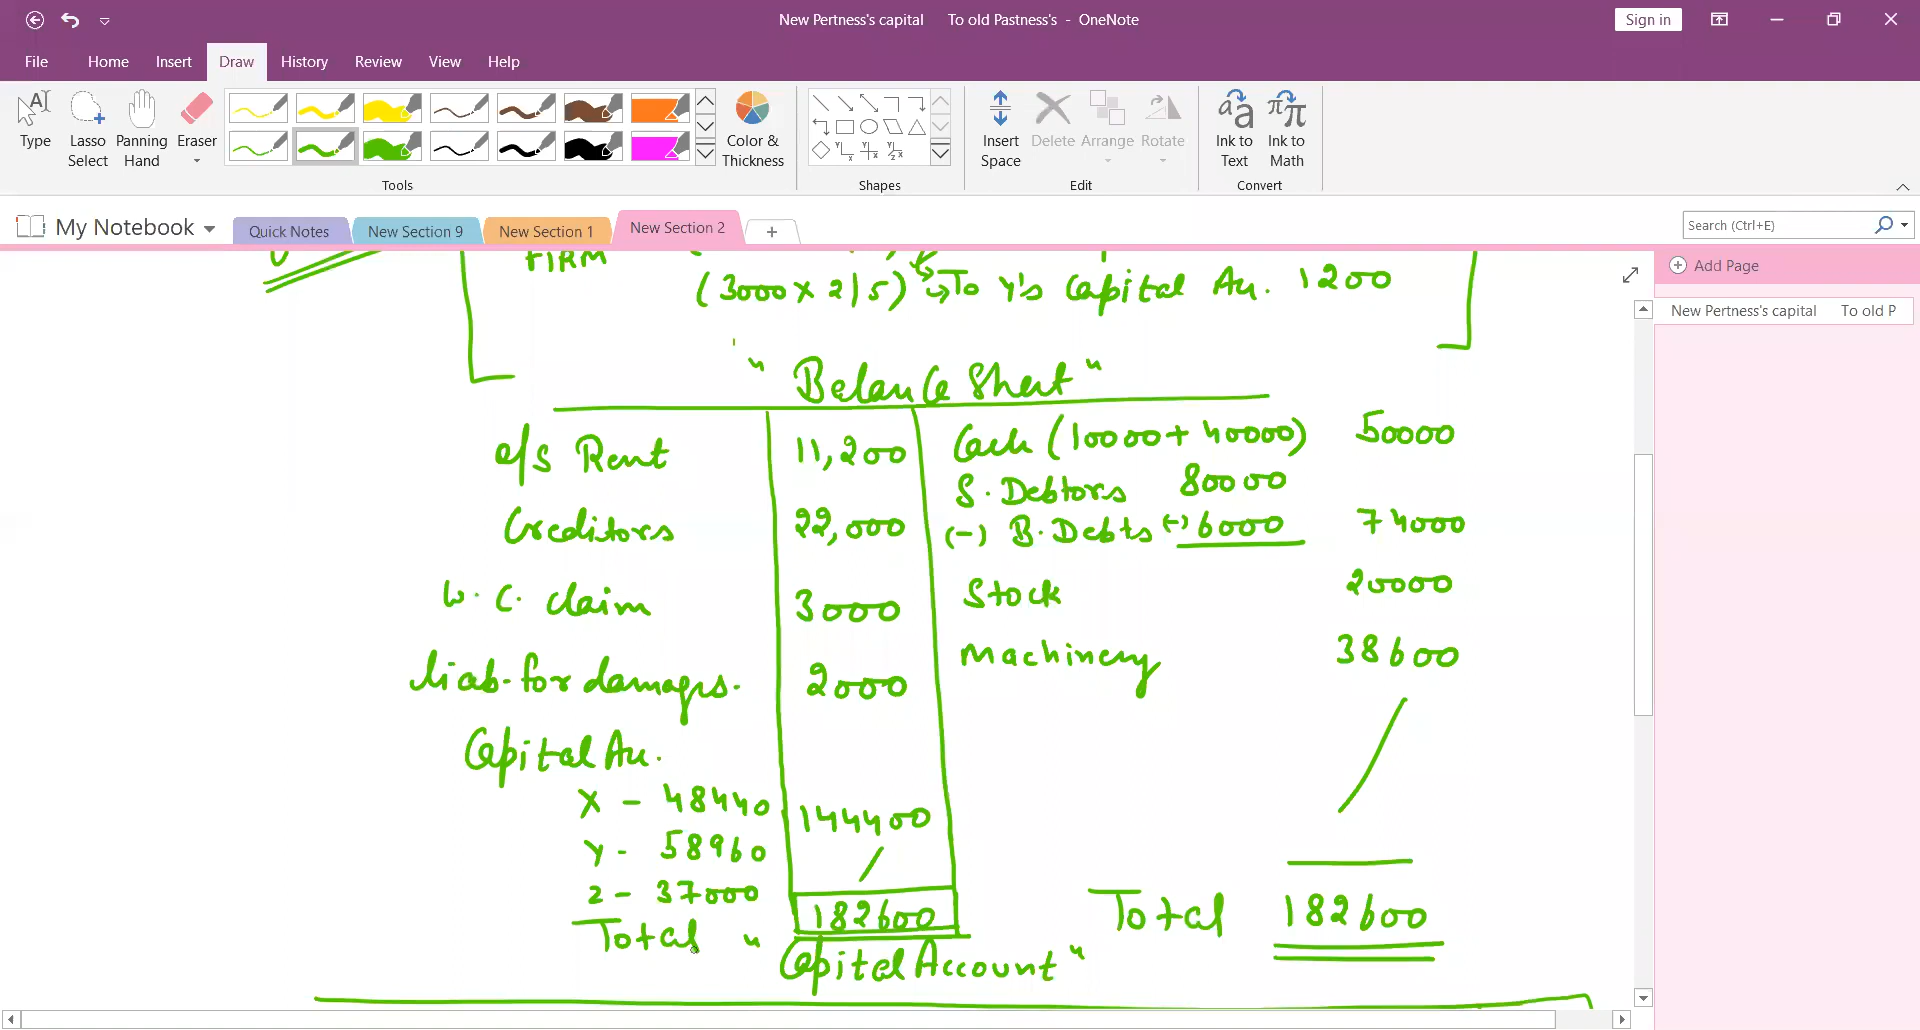 New Pertness's capital To old Pastness's - OneNote
Sign in
File Home Insert Draw History Review View Help
Type
Lasso Select
Panning Hand
Eraser
Color & Thickness
Insert Space
Delete
Arrange
Rotate
Ink to Text
Ink to Math
Tools
Shapes
Edit
Convert
My Notebook
Quick Notes
New Section 9
New Section 1
New Section 2
Search (Ctrl+E)
Add Page
New Pertness's capital To old P
FIRM
(3000 x 2/5) To Y's Capital Au. 1200
"Balance Sheet"
o/s Rent 11,200 Cash (10000+40000) 50000
S. Debtors 80000
Creditors 22,000 (-) B. Debts (-) 6000 74000
W. C. claim 3000 Stock 20000
Liab. for damages. 2000 Machinery 38600
Capital Au.
X - 48440 144400
Y - 58960
Z - 37000
Total 182600 Total 182600
"Capital Account"